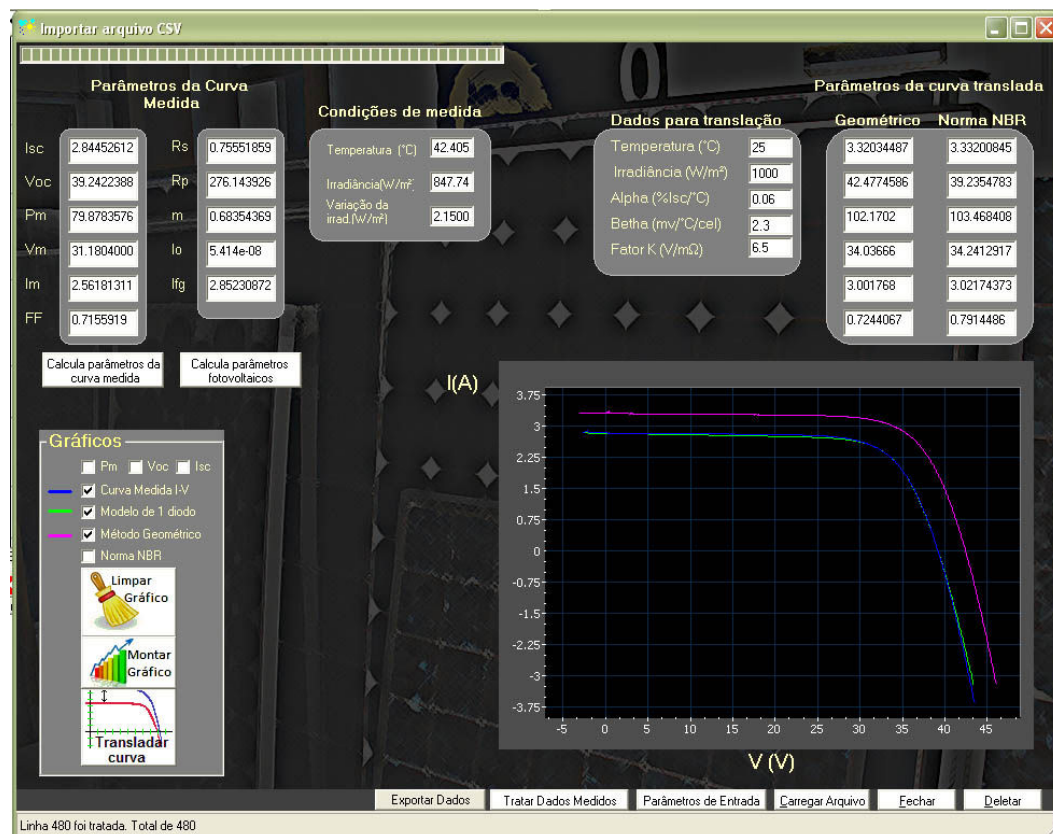 Importar arquivo CSV
Parâmetros da Curva
Medida
Isc 2.84452612 Rs 0.75551859
Voc 39.2422388 Rp 276.143926
Pm 79.8783576 m 0.68354369
Vm 31.1804000 Io 5.414e-08
Im 2.56181311 Ifg 2.85230872
FF 0.7155919
Calcula parâmetros da
curva medida
Calcula parâmetros
fotovoltaicos
Condições de medida
Temperatura (°C) 42.405
Irradiância(W/m²) 847.74
Variação da
irrad.(W/m²) 2.1500
Dados para translação
Temperatura (°C) 25
Irradiância (W/m²) 1000
Alpha (%Isc/°C) 0.06
Betha (mv/°C/cel) 2.3
Fator K (V/mΩ) 6.5
Parâmetros da curva translada
Geométrico Norma NBR
3.32034487 3.33200845
42.4774586 39.2354783
102.1702 103.468408
34.03666 34.2412917
3.001768 3.02174373
0.7244067 0.7914486
Gráficos
Pm Voc Isc
Curva Medida I-V
Modelo de 1 diodo
Método Geométrico
Norma NBR
Limpar
Gráfico
Montar
Gráfico
Transladar
curva
I(A)
3.75
3
2.25
1.5
0.75
0
-0.75
-1.5
-2.25
-3
-3.75
-5 0 5 10 15 20 25 30 35 40 45
V (V)
Exportar Dados Tratar Dados Medidos Parâmetros de Entrada Carregar Arquivo Fechar Deletar
Linha 480 foi tratada. Total de 480